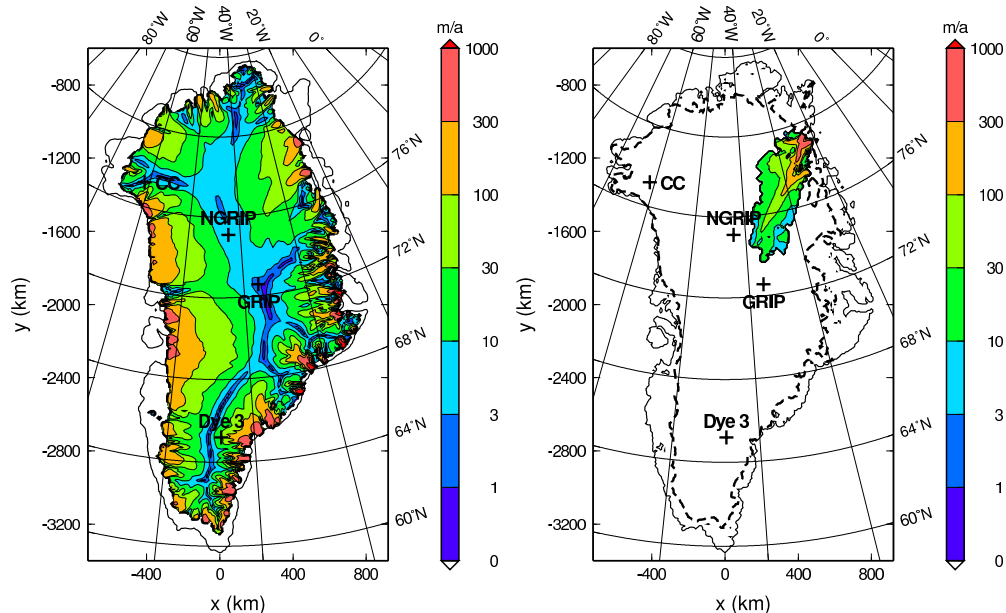 80°W
60°W
40°W
20°W
0°
m/a
-800
-1200
-1600
-2000
-2400
-2800
-3200
y (km)
CC
NGRIP
GRIP
Dye 3
76°N
72°N
68°N
64°N
60°N
-400
0
400
800
x (km)
1000
300
100
30
10
3
1
0
80°W
60°W
40°W
20°W
0°
m/a
-800
-1200
-1600
-2000
-2400
-2800
-3200
y (km)
CC
NGRIP
GRIP
Dye 3
76°N
72°N
68°N
64°N
60°N
-400
0
400
800
x (km)
1000
300
100
30
10
3
1
0